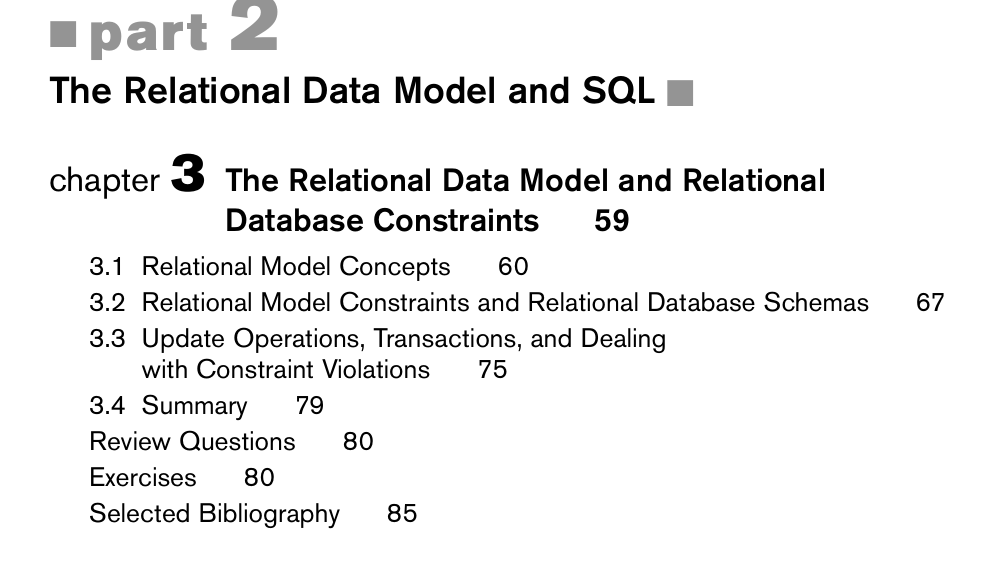 part 2
The Relational Data Model and SQL
chapter 3 The Relational Data Model and Relational
Database Constraints 59
3.1 Relational Model Concepts 60
3.2 Relational Model Constraints and Relational Database Schemas 67
3.3 Update Operations, Transactions, and Dealing
with Constraint Violations 75
3.4 Summary 79
Review Questions 80
Exercises 80
Selected Bibliography 85